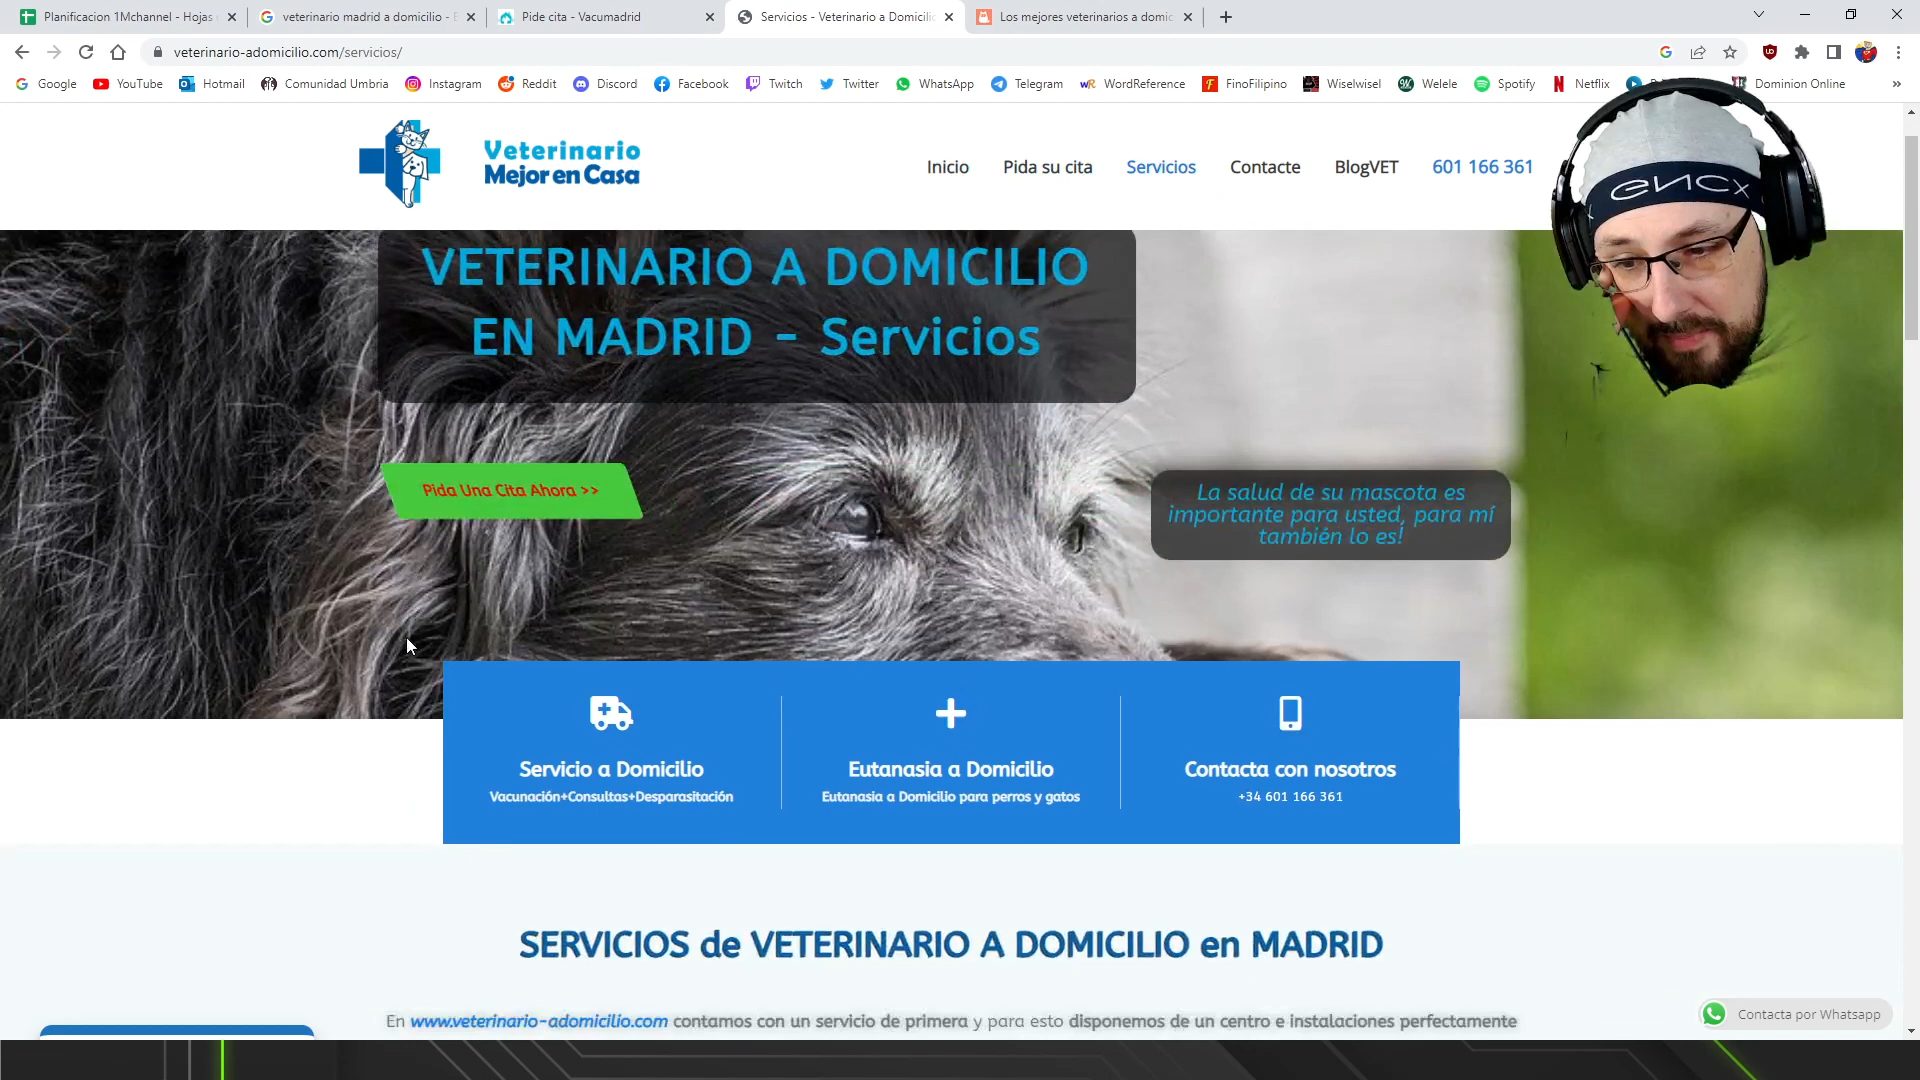 Planificacion 1Mchannel - Hojas
veterinario madrid a domicilio -
Pide cita - Vacumadrid
Servicios - Veterinario a Domicili
Los mejores veterinarios a domic
veterinario-adomicilio.com/servicios/
Google YouTube Hotmail Comunidad Umbria Instagram Reddit Discord Facebook Twitch Twitter WhatsApp Telegram WordReference FinoFilipino Wiselwisel Welele Spotify Netflix Dominion Online
Veterinario
Mejor en Casa
Inicio Pida su cita Servicios Contacte BlogVET 601 166 361
encx
VETERINARIO A DOMICILIO
EN MADRID - Servicios
Pida Una Cita Ahora >>
La salud de su mascota es
importante para usted, para mí
también lo es!
Servicio a Domicilio
Vacunación+Consultas+Desparasitación
Eutanasia a Domicilio
Eutanasia a Domicilio para perros y gatos
Contacta con nosotros
+34 601 166 361
SERVICIOS de VETERINARIO A DOMICILIO en MADRID
En www.veterinario-adomicilio.com contamos con un servicio de primera y para esto disponemos de un centro e instalaciones perfectamente
Contacta por Whatsapp